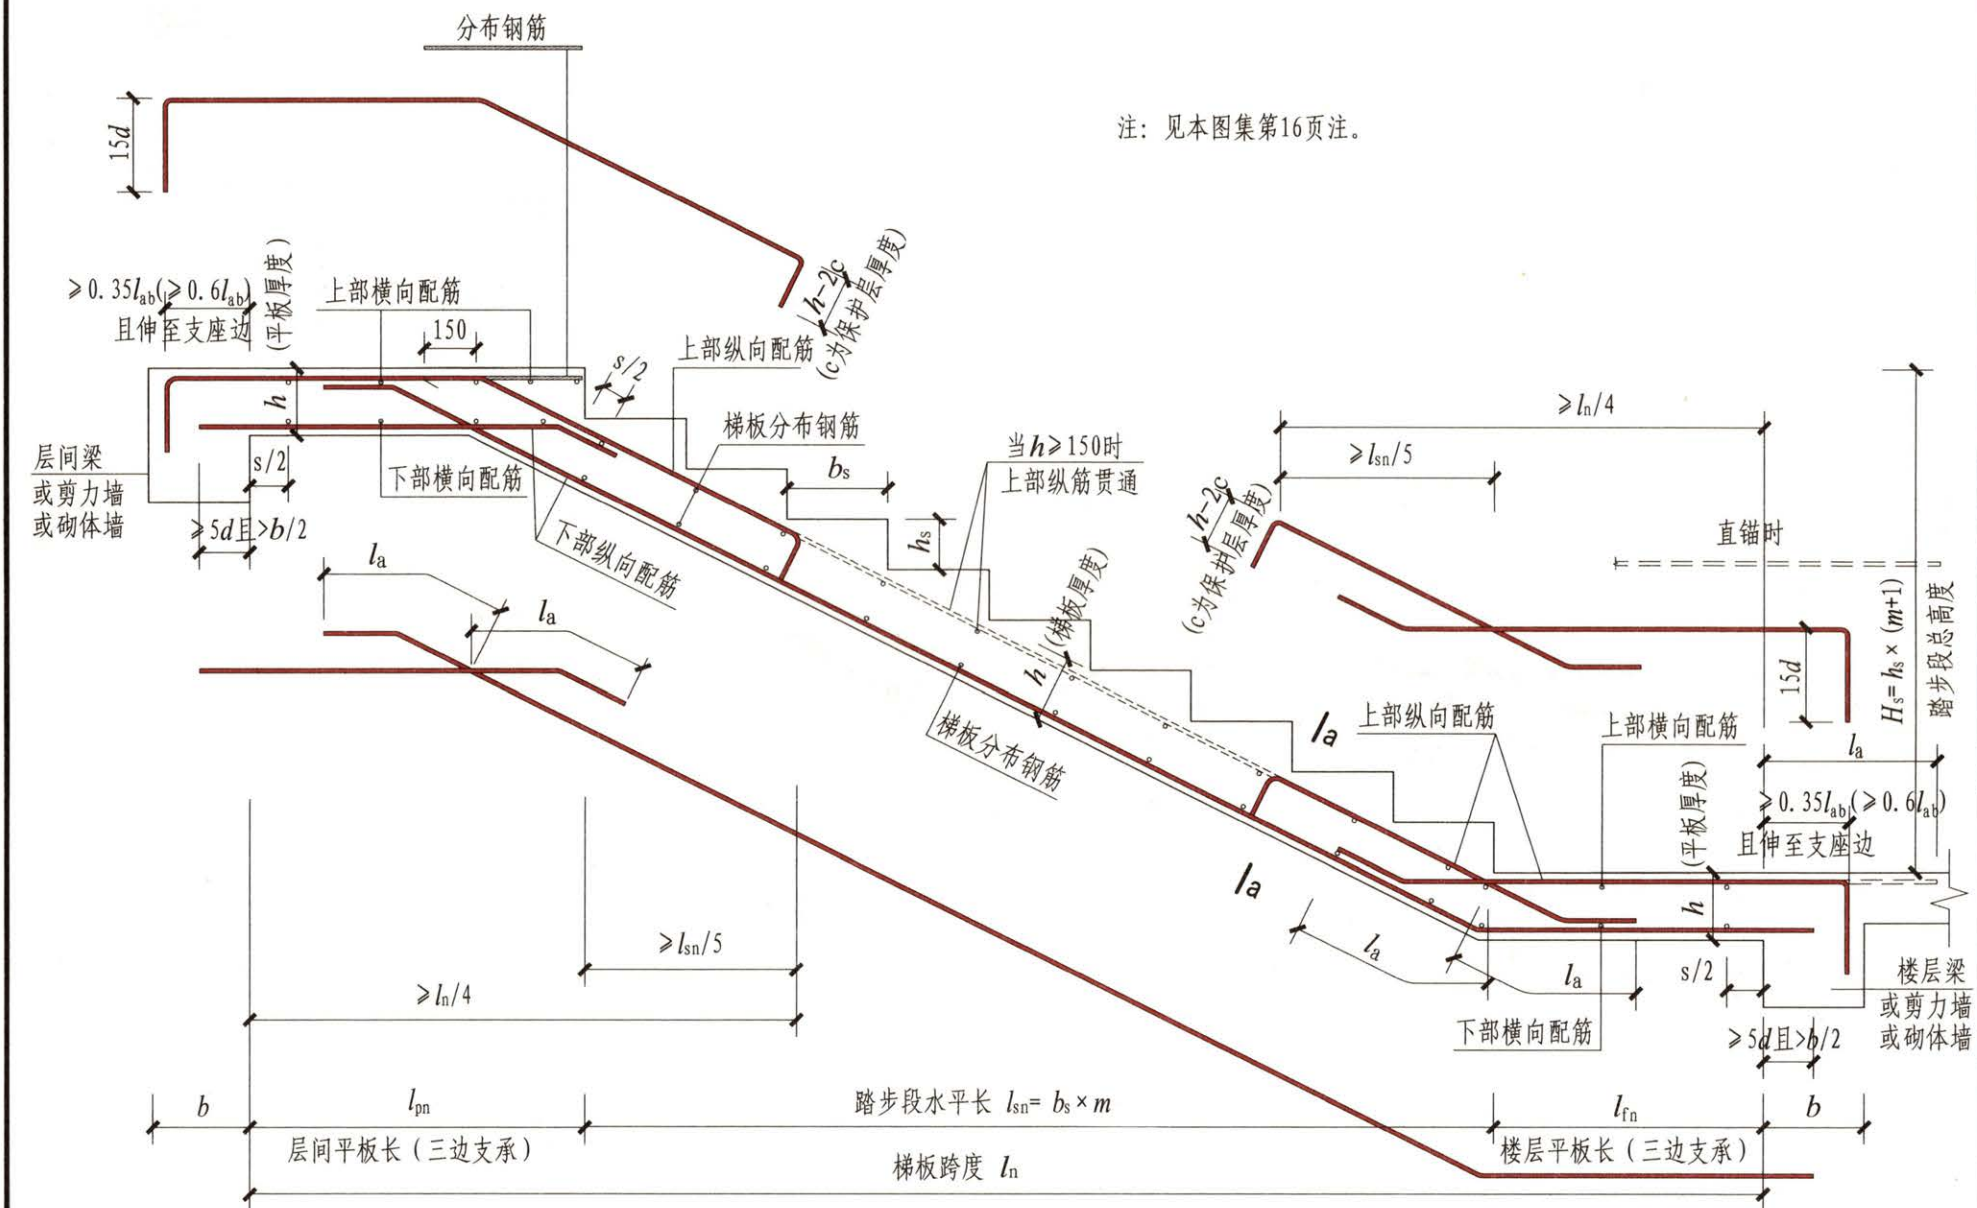 分布钢筋
注：见本图集第16页注。
15d
h-2c
(c为保护层厚度)
≥0.35lab(≥0.6lab)
且伸至支座边
(平板厚度)
h
上部横向配筋
150
s/2
上部纵向配筋
梯板分布钢筋
bs
hs
当h≥150时
上部纵筋贯通
层间梁
或剪力墙
或砌体墙
s/2
下部横向配筋
≥5d且>b/2
下部纵向配筋
la
la
≥ln/4
≥lsn/5
h-2c
(c为保护层厚度)
直锚时
15d
Hs=hs×(m+1)
踏步段总高度
(梯板厚度)
h
梯板分布钢筋
la
la
上部纵向配筋
上部横向配筋
la
(平板厚度)
h
≥0.35lab(≥0.6lab)
且伸至支座边
la
la
s/2
下部横向配筋
≥5d且>b/2
楼层梁
或剪力墙
或砌体墙
≥lsn/5
≥ln/4
b
lpn
踏步段水平长 lsn=bs×m
lfn
b
层间平板长（三边支承）
楼层平板长（三边支承）
梯板跨度 ln